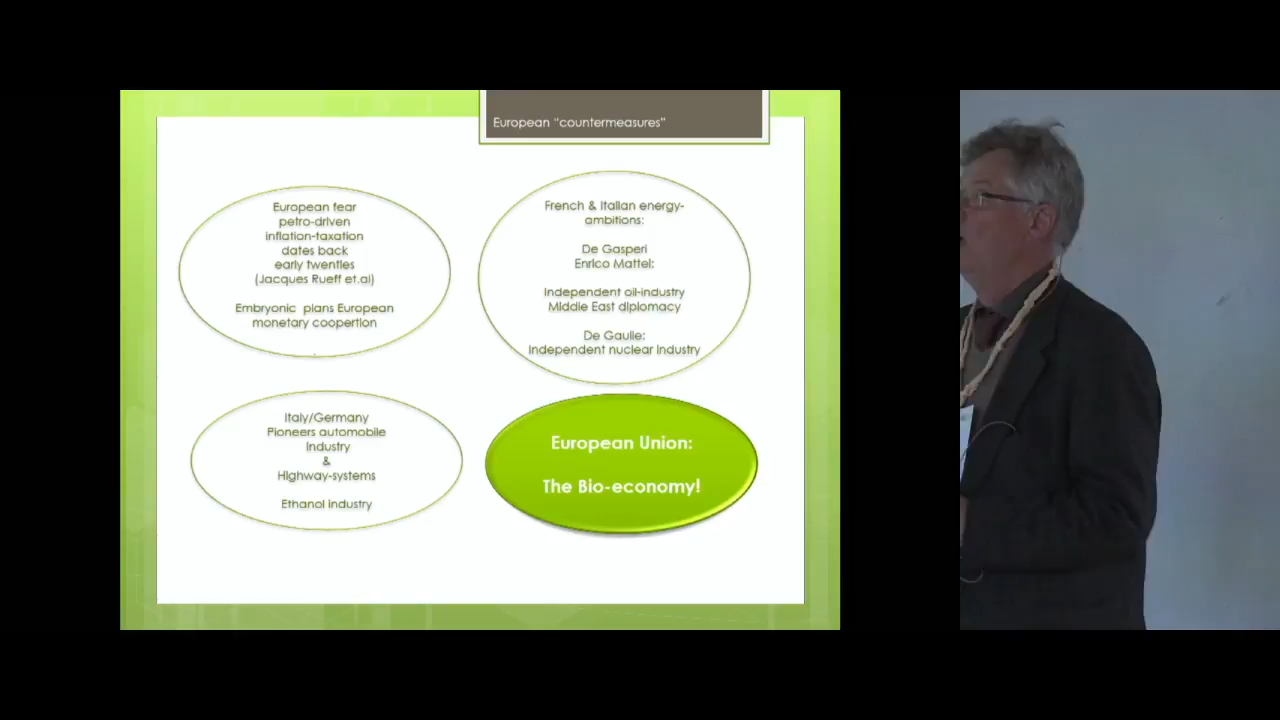 European "countermeasures"
European fear
petro-driven
inflation-taxation
dates back
early twenties
(Jacques Rueff et.al)
Embryonic plans European
monetary coopertion
.
French & Italian energy-
ambitions:
De Gasperi
Enrico Mattei:
Independent oil-industry
Middle East diplomacy
De Gaulle:
Independent nuclear industry
Italy/Germany
Pioneers automobile
industry
&
Highway-systems
Ethanol industry
European Union:
The Bio-economy!